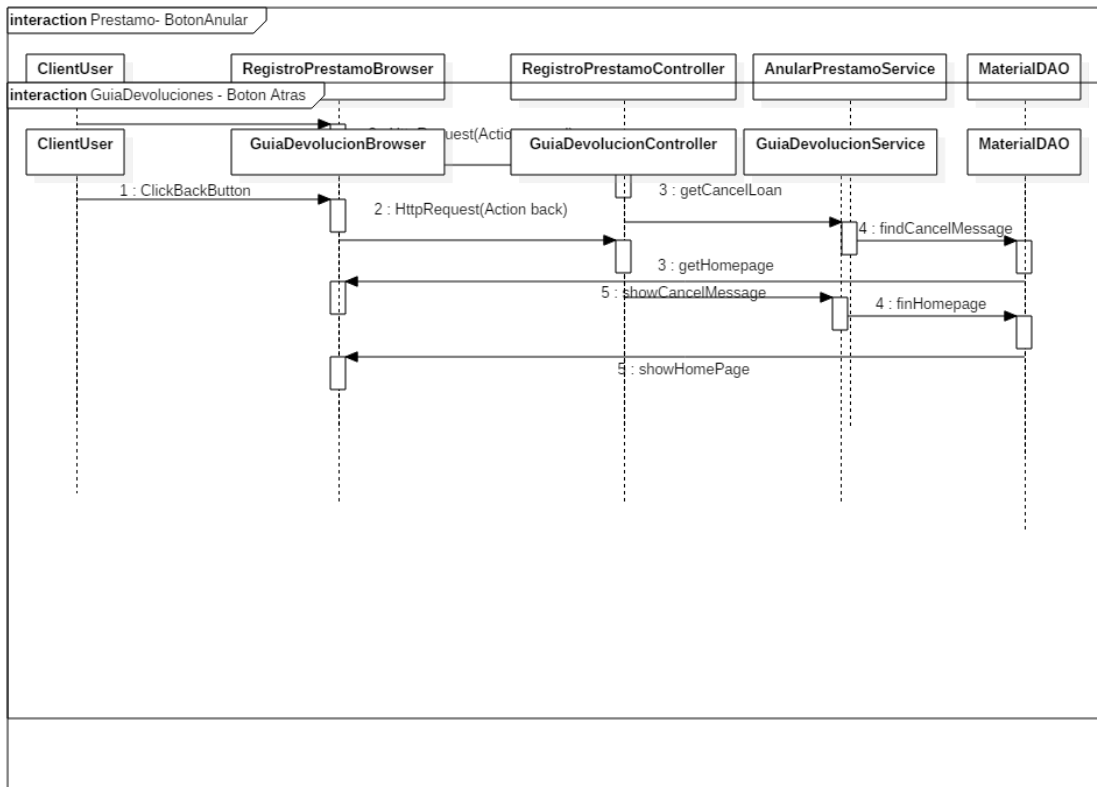 interaction Prestamo- BotonAnular
ClientUser
RegistroPrestamoBrowser
RegistroPrestamoController
AnularPrestamoService
MaterialDAO
interaction GuiaDevoluciones - Boton Atras
ClientUser
GuiaDevolucionBrowser
GuiaDevolucionController
GuiaDevolucionService
MaterialDAO
1 : ClickBackButton
3 : getCancelLoan
2 : HttpRequest(Action back)
4 : findCancelMessage
3 : getHomepage
5 : showCancelMessage
4 : finHomepage
5 : showHomePage